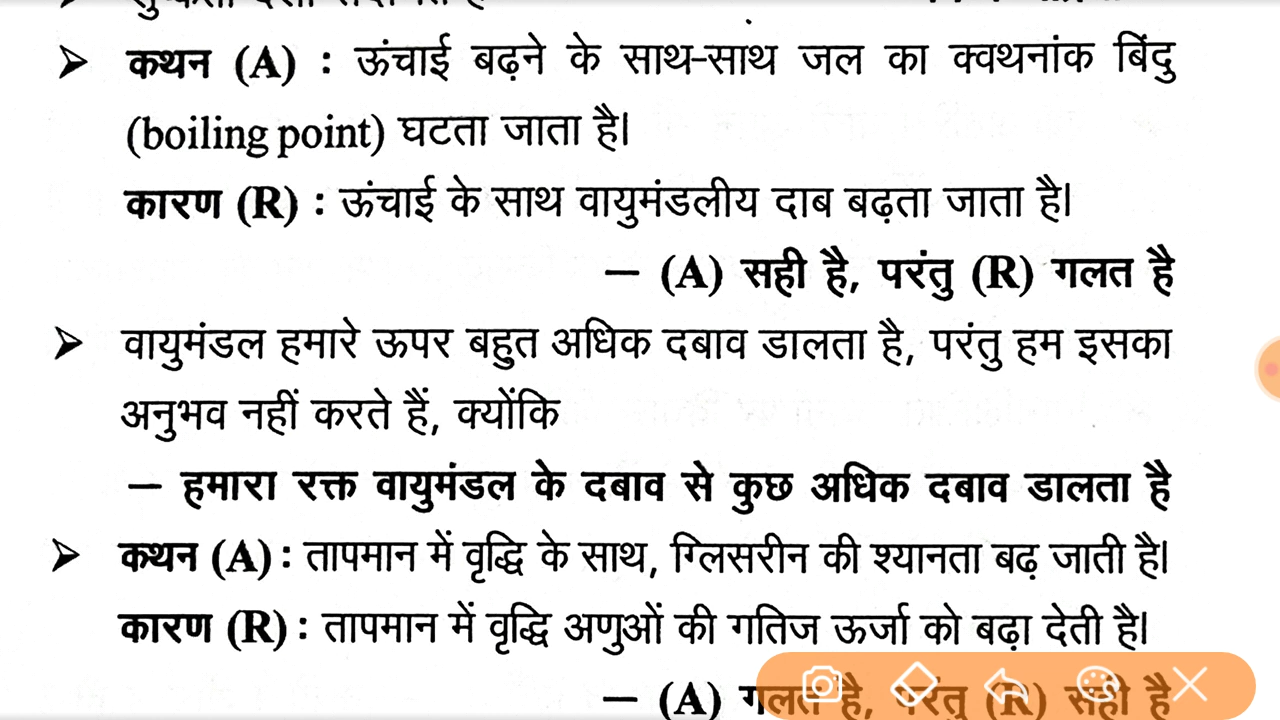 ➤ कथन (A) : ऊंचाई बढ़ने के साथ-साथ जल का क्वथनांक बिंदु
(boiling point) घटता जाता है।
कारण (R) : ऊंचाई के साथ वायुमंडलीय दाब बढ़ता जाता है।
— (A) सही है, परंतु (R) गलत है
➤ वायुमंडल हमारे ऊपर बहुत अधिक दबाव डालता है, परंतु हम इसका
अनुभव नहीं करते हैं, क्योंकि
— हमारा रक्त वायुमंडल के दबाव से कुछ अधिक दबाव डालता है
➤ कथन (A) : तापमान में वृद्धि के साथ, ग्लिसरीन की श्यानता बढ़ जाती है।
कारण (R) : तापमान में वृद्धि अणुओं की गतिज ऊर्जा को बढ़ा देती है।
— (A) गलत है, परंतु (R) सही है